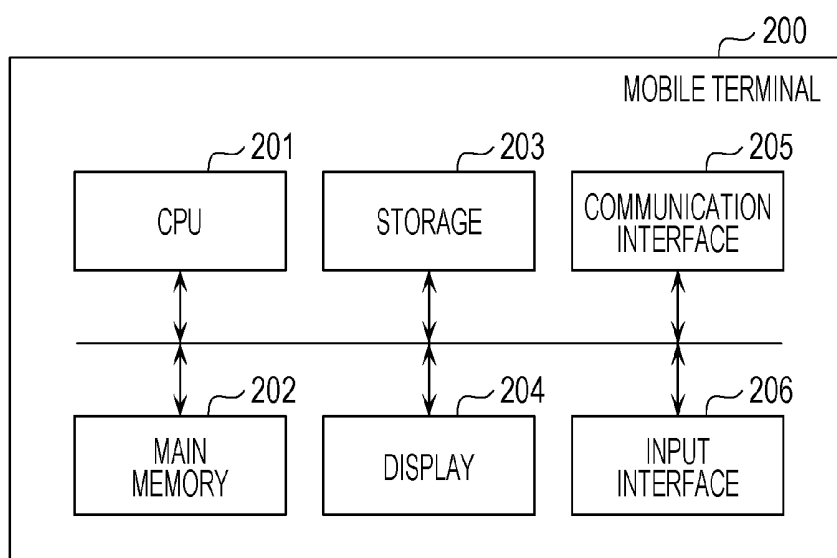 200
MOBILE TERMINAL
201
203
205
CPU
STORAGE
COMMUNICATION
INTERFACE
202
204
206
MAIN
MEMORY
DISPLAY
INPUT
INTERFACE